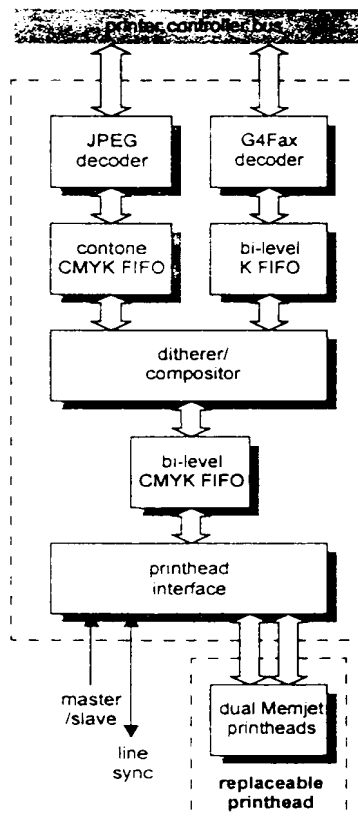 printer controller bus
JPEG
decoder
G4Fax
decoder
contone
CMYK FIFO
bi-level
K FIFO
ditherer/
compositor
bi-level
CMYK FIFO
printhead
interface
master
/slave
line
sync
dual Memjet
printheads
replaceable
printhead